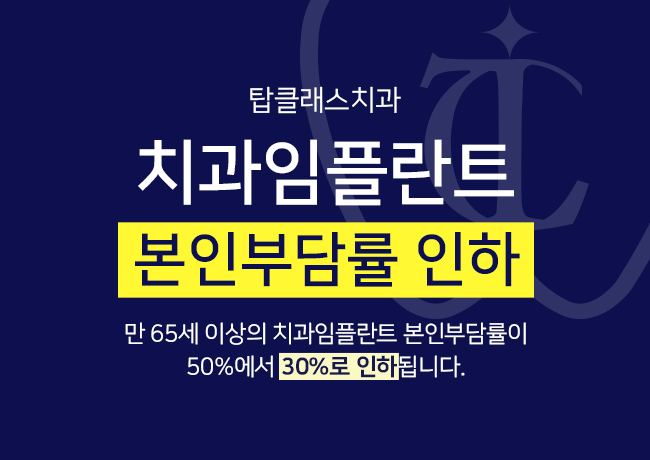 탑클래스치과
치과임플란트
본인부담률 인하
만 65세 이상의 치과임플란트 본인부담률이
50%에서 30%로 인하됩니다.